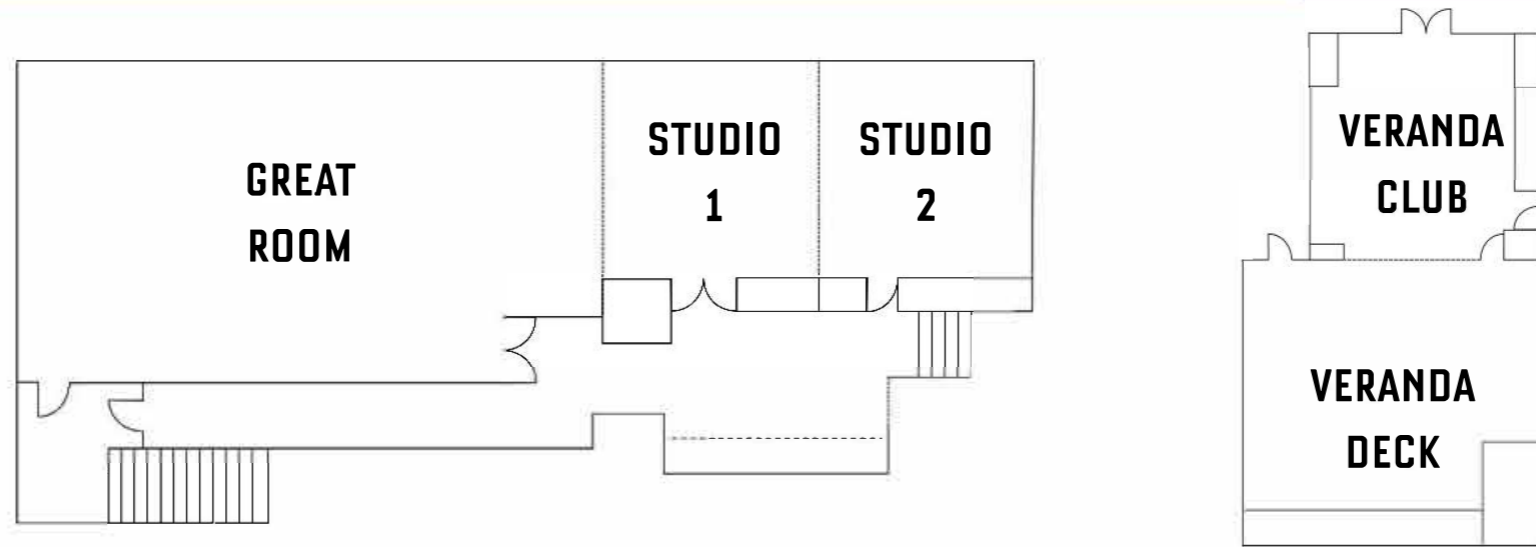 GREAT
ROOM
STUDIO
1
STUDIO
2
VERANDA
CLUB
VERANDA
DECK